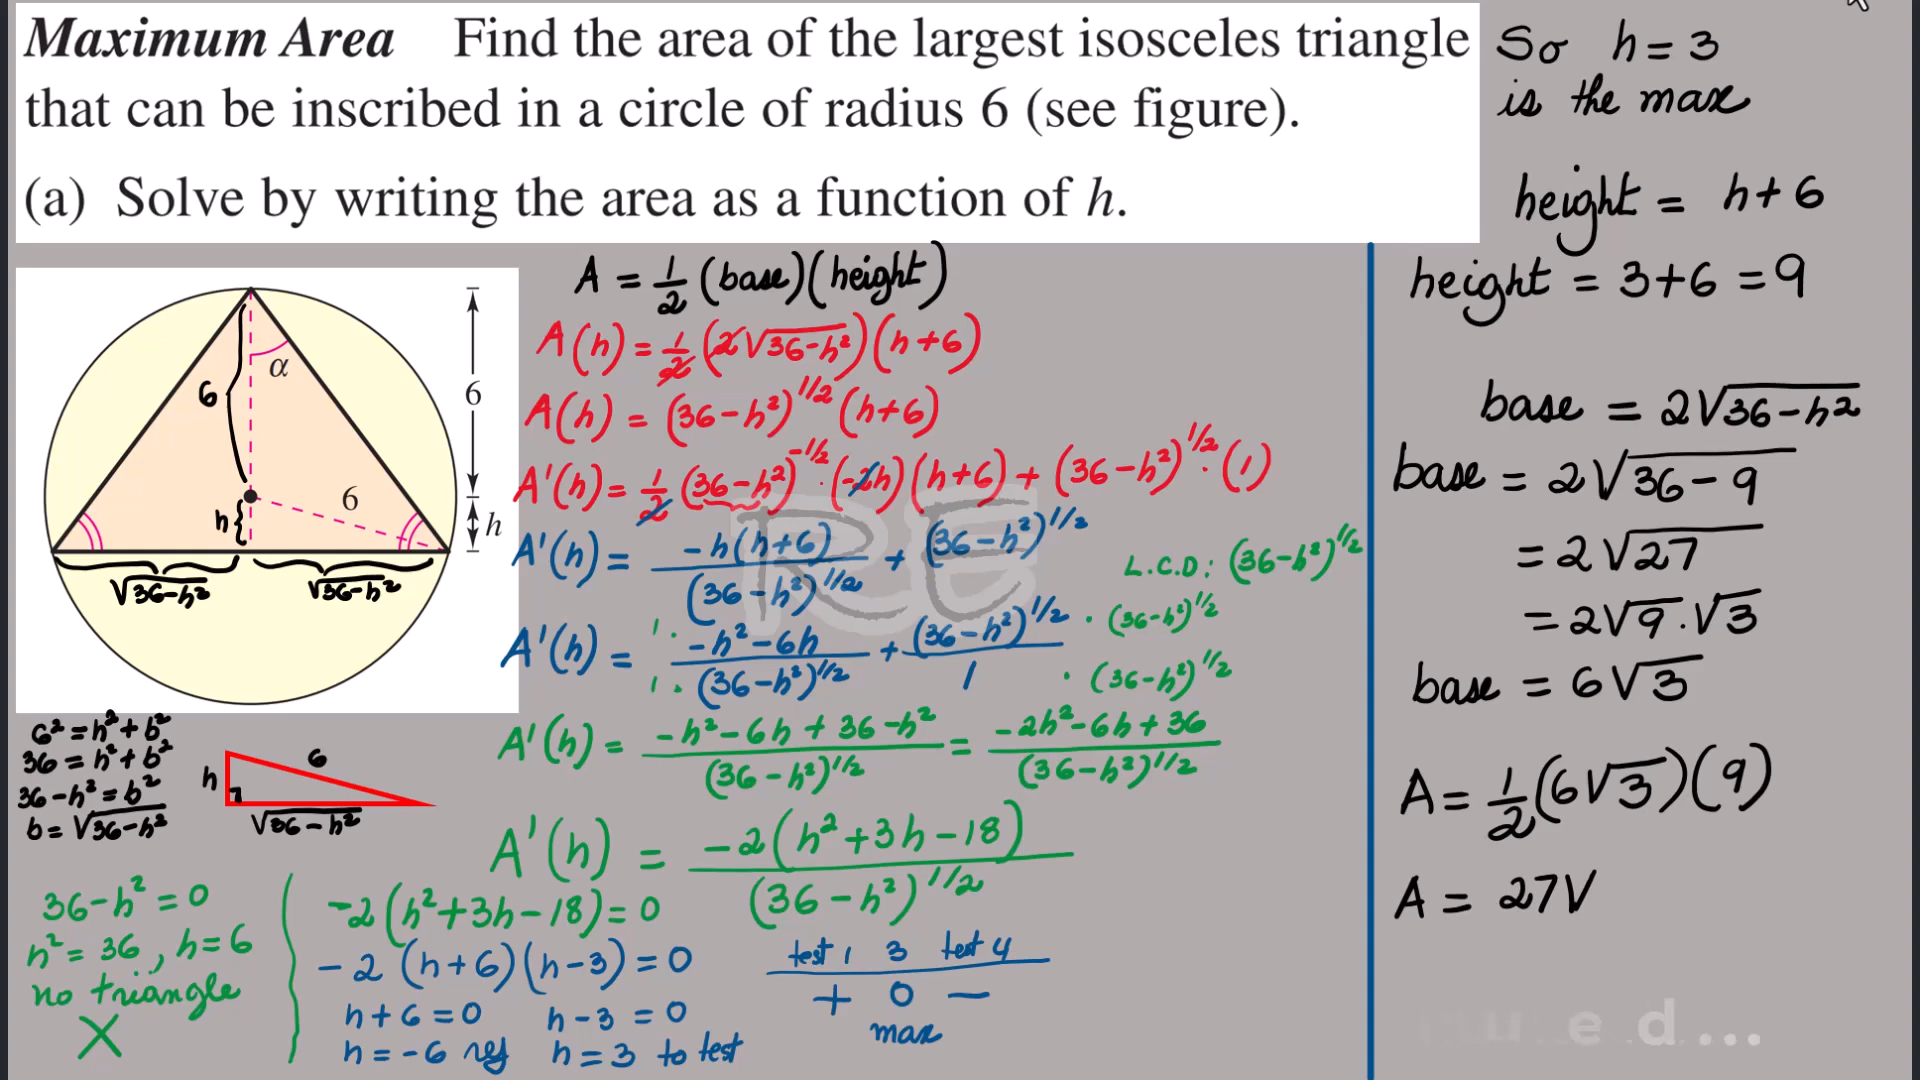 Maximum Area Find the area of the largest isosceles triangle
that can be inscribed in a circle of radius 6 (see figure).
(a) Solve by writing the area as a function of h.
α
6
6
6
h
h
√36-h²
√36-h²
6² = h² + b²
36 = h² + b²
36 - h² = b²
b = √36-h²
h
6
√36-h²
A = 1/2 (base)(height)
A(h) = 1/2 (2√36-h²)(h+6)
A(h) = (36-h²)^1/2 (h+6)
A'(h) = 1/2 (36-h²)^-1/2 · (-2h)(h+6) + (36-h²)^1/2 · (1)
RE
A'(h) = -h(h+6)/(36-h²)^1/2 + (36-h²)^1/2
L.C.D: (36-h²)^1/2
A'(h) = 1 · -h²-6h / 1 · (36-h²)^1/2 + (36-h²)^1/2 · (36-h²)^1/2 / 1 · (36-h²)^1/2
A'(h) = -h²-6h+36-h²/(36-h²)^1/2 = -2h²-6h+36/(36-h²)^1/2
A'(h) = -2(h²+3h-18)/(36-h²)^1/2
36-h² = 0
h² = 36, h = 6
no triangle
X
-2(h²+3h-18) = 0
-2(h+6)(h-3) = 0
h+6 = 0 h-3 = 0
h = -6 rej h = 3 to test
test 1 3 test 4
+ 0 -
max
So h = 3
is the max
height = h+6
height = 3+6 = 9
base = 2√36-h²
base = 2√36-9
= 2√27
= 2√9 · √3
base = 6√3
A = 1/2 (6√3)(9)
A = 27√